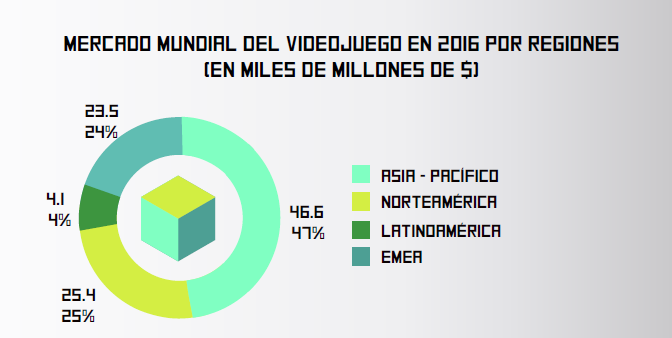 MERCADO MUNDIAL DEL VIDEOJUEGO EN 2016 POR REGIONES
(EN MILES DE MILLONES DE $)
23.5
24%
4.1
4%
46.6
47%
25.4
25%
ASIA - PACÍFICO
NORTEAMÉRICA
LATINOAMÉRICA
EMEA